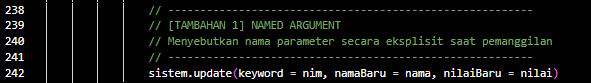 238 // ----------------------------------------------------------
239 // [TAMBAHAN 1] NAMED ARGUMENT
240 // Menyebutkan nama parameter secara eksplisit saat pemanggilan
241 // ----------------------------------------------------------
242 sistem.update(keyword = nim, namaBaru = nama, nilaiBaru = nilai)